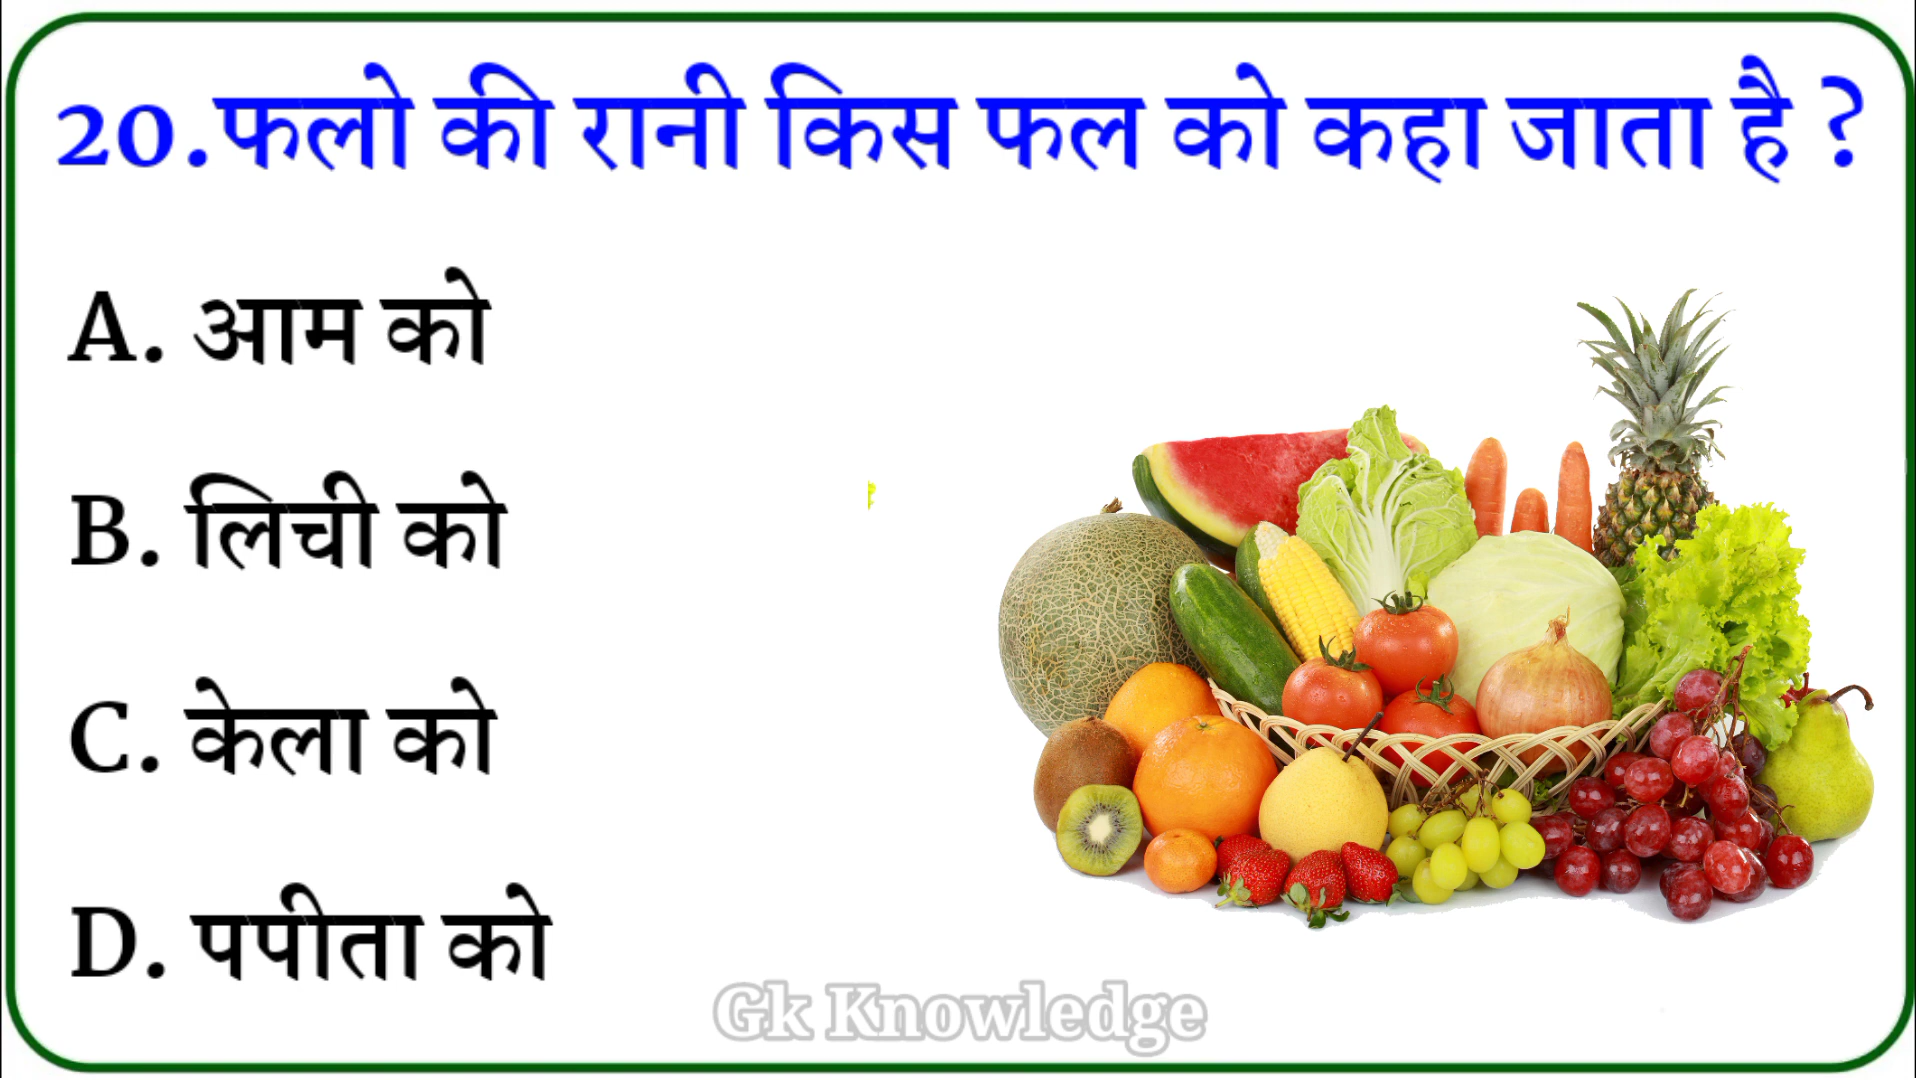 20.फलो की रानी किस फल को कहा जाता है ?
A. आम को
B. लिची को
C. केला को
D. पपीता को
Gk Knowledge